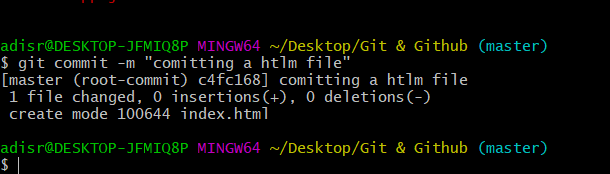 adisr@DESKTOP-JFMIQ8P MINGW64 ~/Desktop/Git & Github (master)
$ git commit -m "comitting a htlm file"
[master (root-commit) c4fc168] comitting a htlm file
 1 file changed, 0 insertions(+), 0 deletions(-)
 create mode 100644 index.html
adisr@DESKTOP-JFMIQ8P MINGW64 ~/Desktop/Git & Github (master)
$